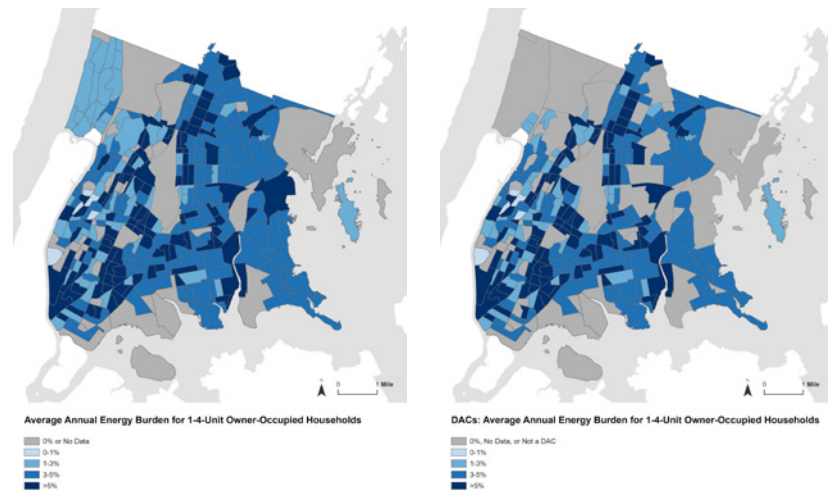 N
0 1 Mile
Average Annual Energy Burden for 1-4-Unit Owner-Occupied Households
0% or No Data
0-1%
1-3%
3-5%
>5%
N
0 1 Mile
DACs: Average Annual Energy Burden for 1-4-Unit Owner-Occupied Households
0%, No Data, or Not a DAC
0-1%
1-3%
3-5%
>5%